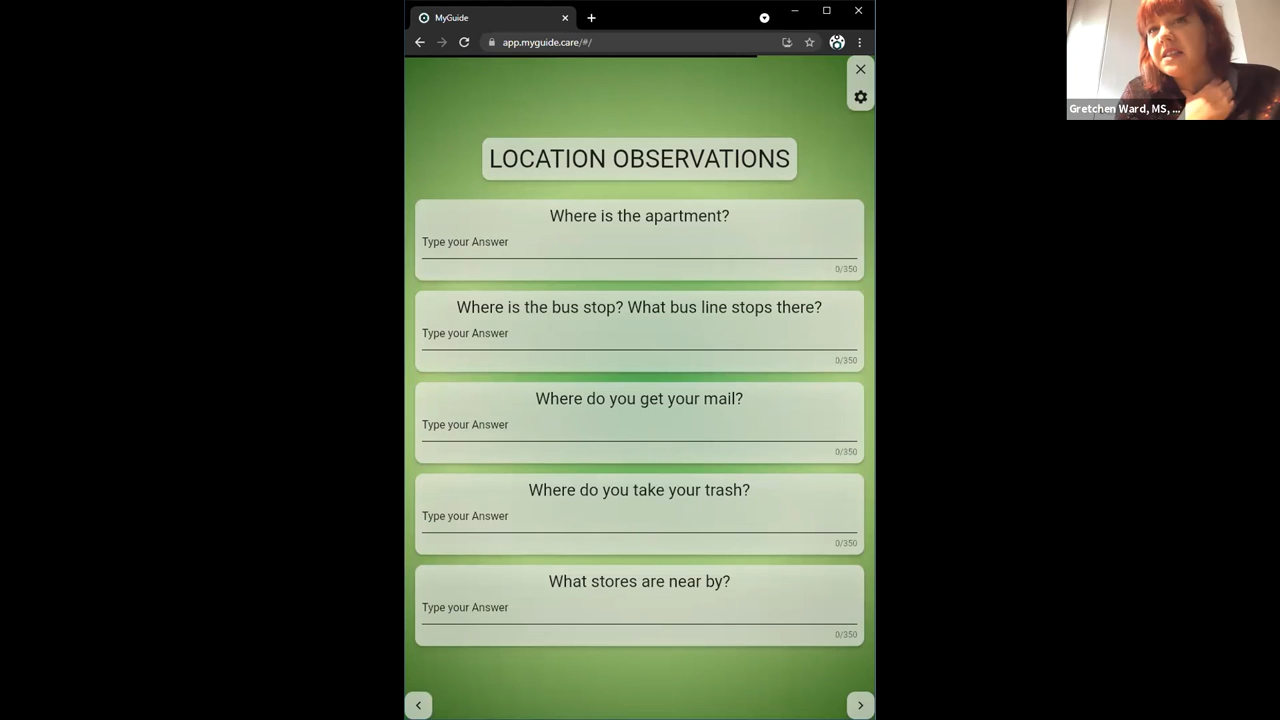 MyGuide
app.myguide.care/#/
Gretchen Ward, MS, ...
LOCATION OBSERVATIONS
Where is the apartment?
Type your Answer
0/350
Where is the bus stop? What bus line stops there?
Type your Answer
0/350
Where do you get your mail?
Type your Answer
0/350
Where do you take your trash?
Type your Answer
0/350
What stores are near by?
Type your Answer
0/350